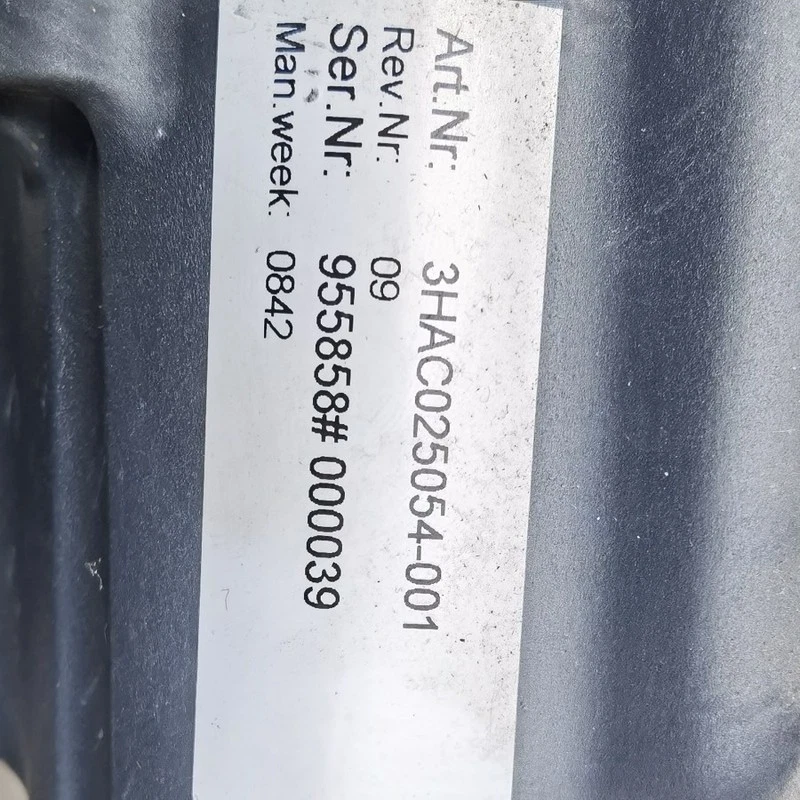 Art.Nr: 3HAC025054-001
Rev.Nr: 09
Ser.Nr: 955858# 000039
Man.week: 0842